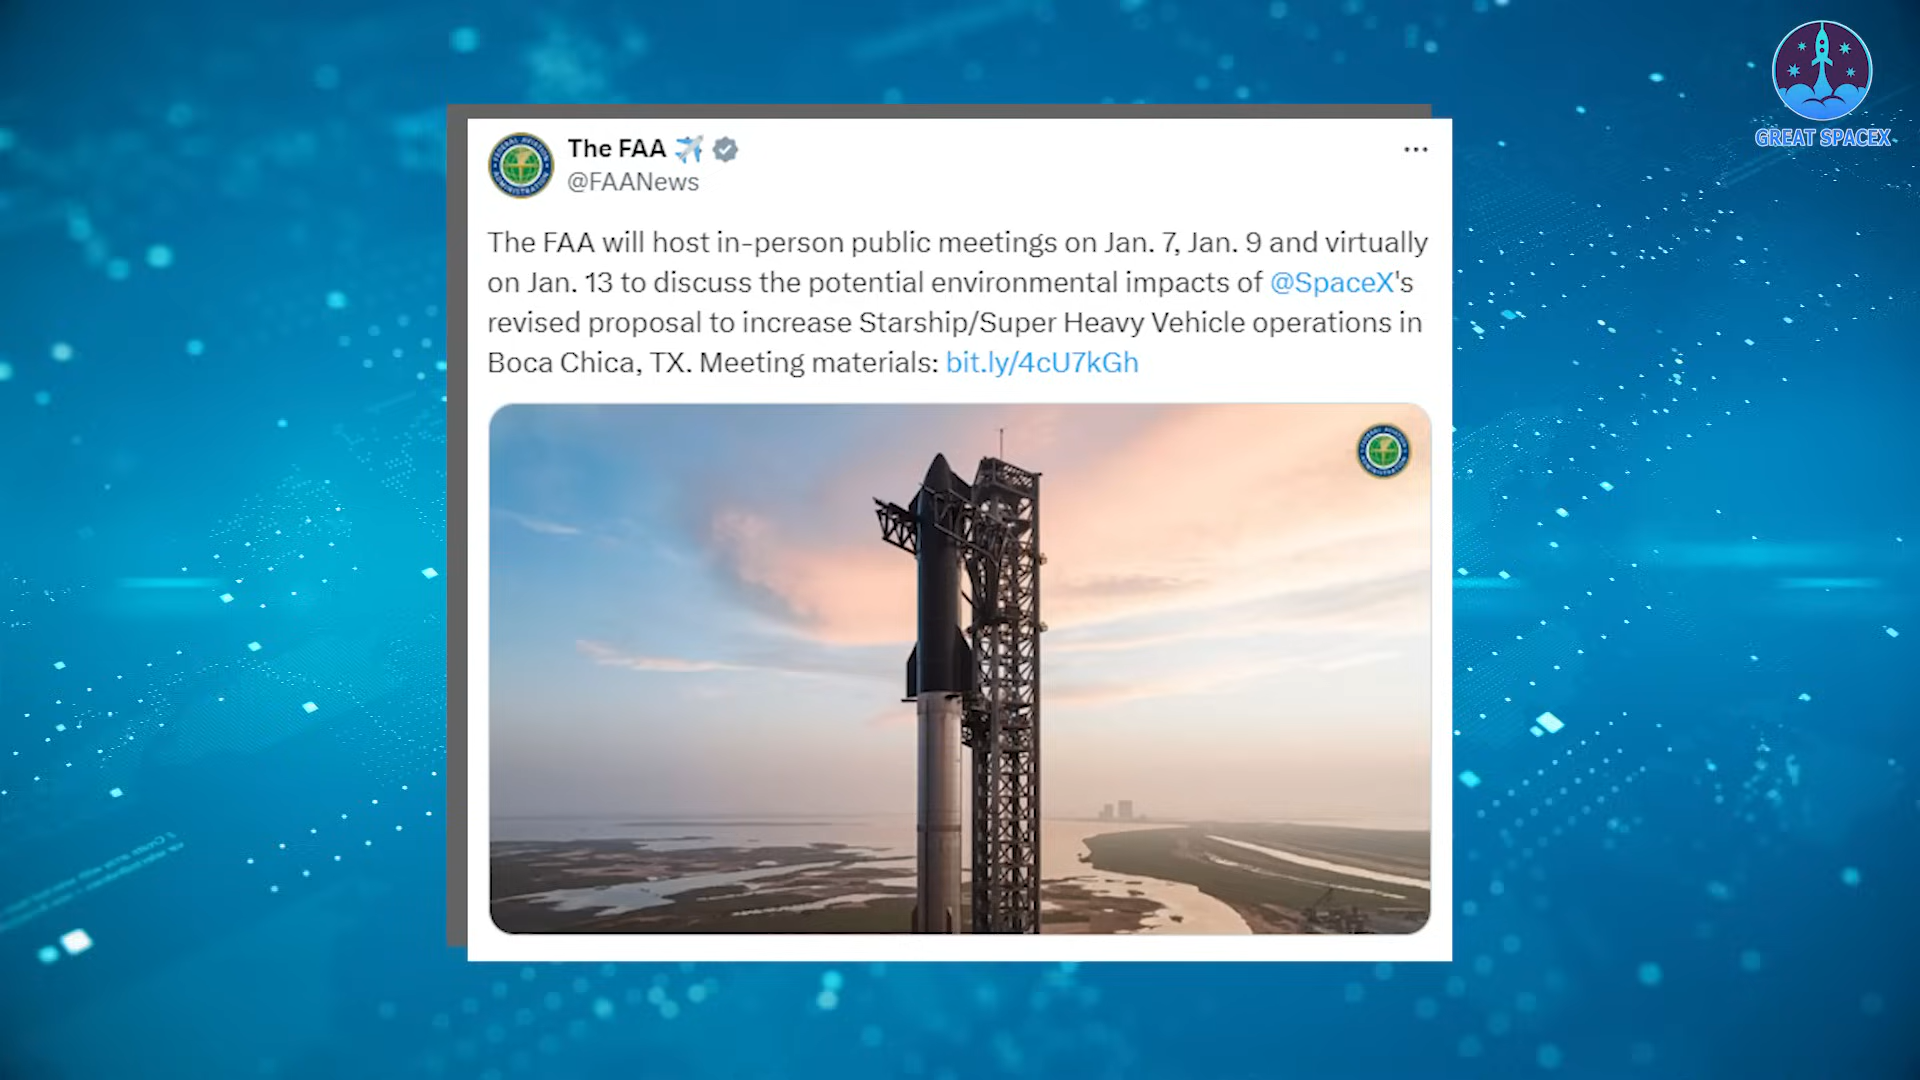 GREAT SPACEX
The FAA
@FAANews
The FAA will host in-person public meetings on Jan. 7, Jan. 9 and virtually
on Jan. 13 to discuss the potential environmental impacts of @SpaceX's
revised proposal to increase Starship/Super Heavy Vehicle operations in
Boca Chica, TX. Meeting materials: bit.ly/4cU7kGh